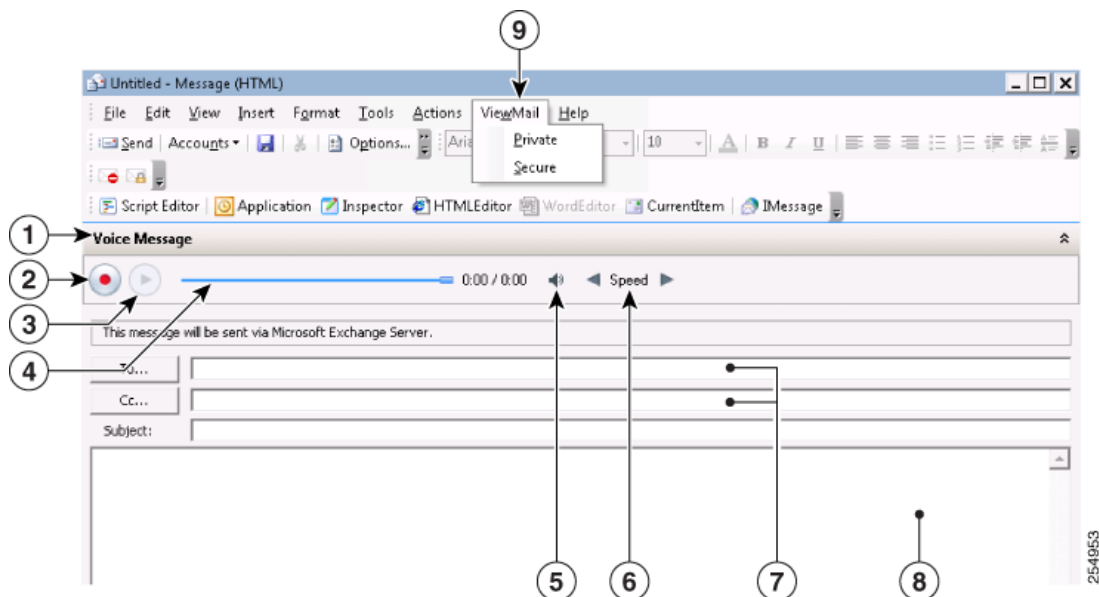 9
Untitled - Message (HTML)
File Edit View Insert Format Tools Actions ViewMail Help
Send Accounts Options... 10 A B I U
Private
Secure
Script Editor Application Inspector HTMLEditor WordEditor CurrentItem IMessage
1 Voice Message
2 0:00 / 0:00 Speed
3
This message will be sent via Microsoft Exchange Server.
4 To...
7
Cc...
Subject:
5 6 8
254953